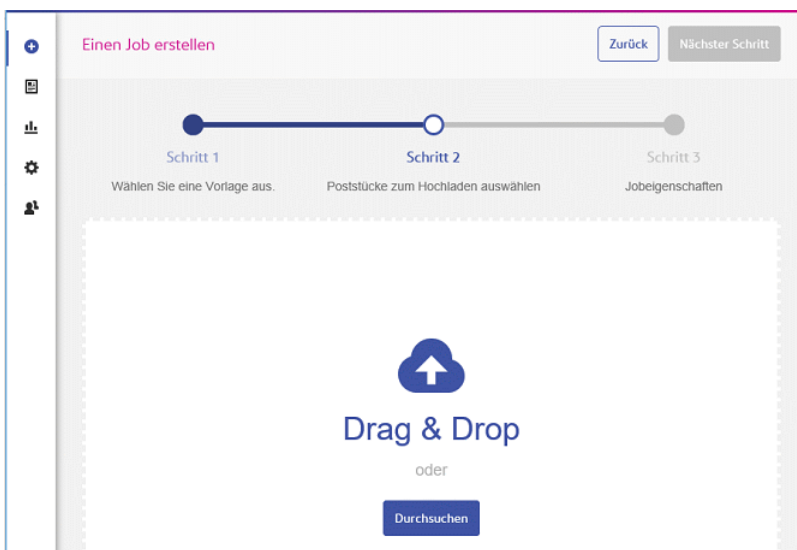 Einen Job erstellen
Zurück
Nächster Schritt
Schritt 1
Schritt 2
Schritt 3
Wählen Sie eine Vorlage aus.
Poststücke zum Hochladen auswählen
Jobeigenschaften
Drag & Drop
oder
Durchsuchen